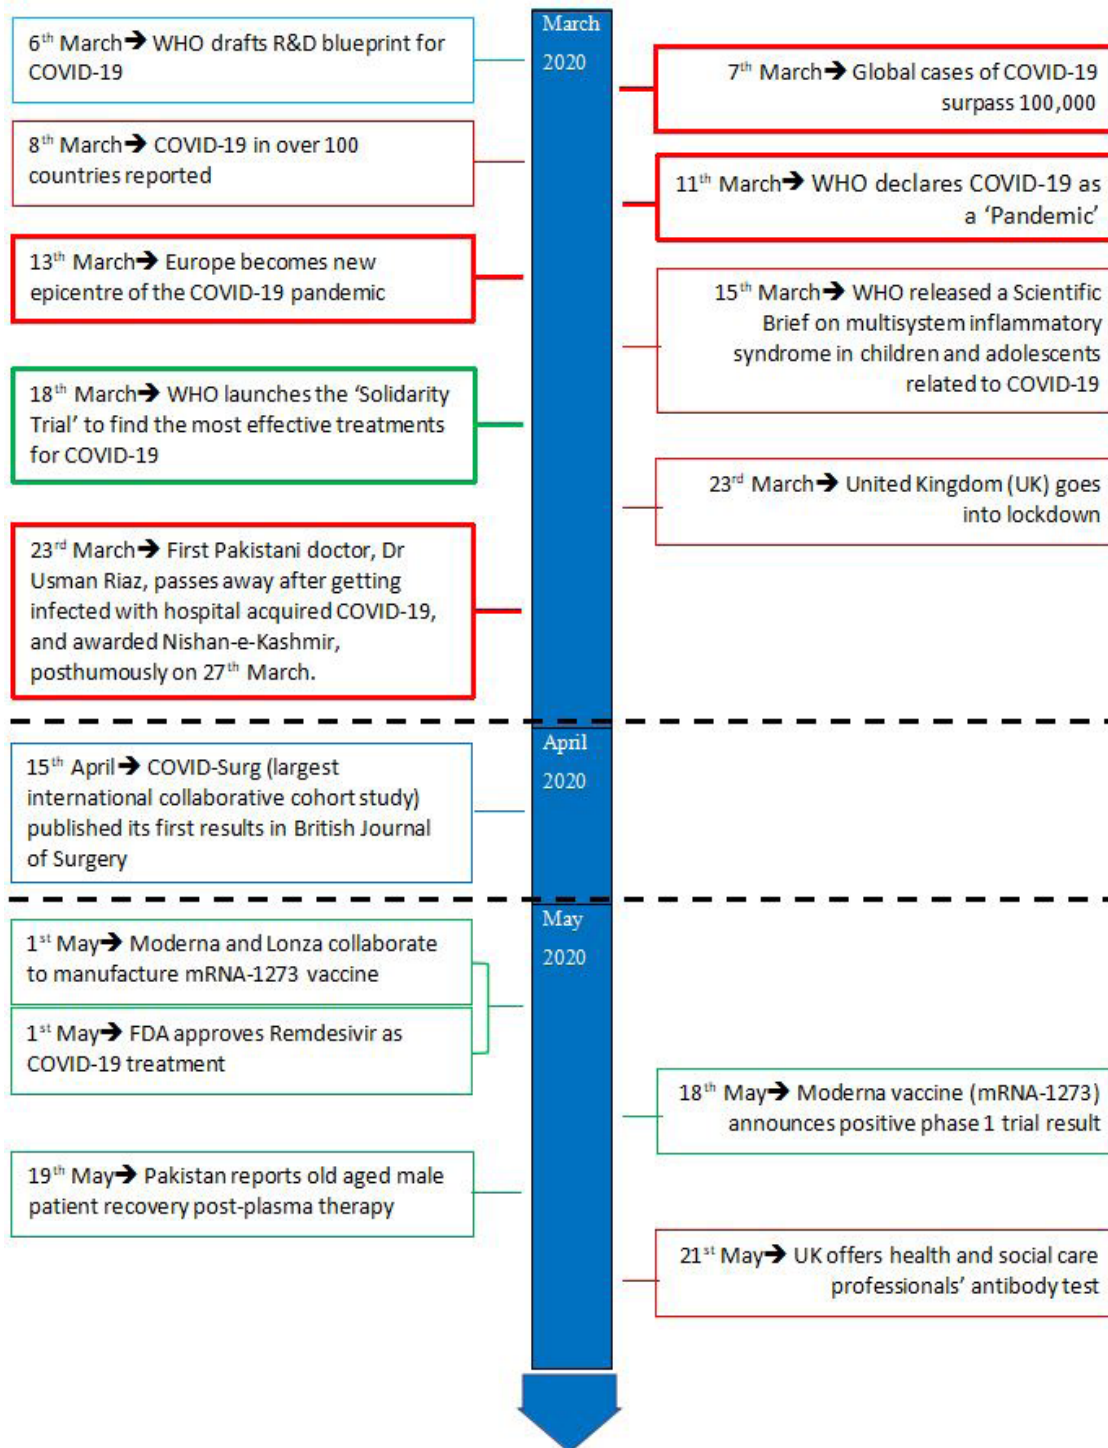 March
2020
6th March➔ WHO drafts R&D blueprint for
COVID-19
7th March➔ Global cases of COVID-19
surpass 100,000
8th March➔ COVID-19 in over 100
countries reported
11th March➔ WHO declares COVID-19 as
a ‘Pandemic’
13th March➔ Europe becomes new
epicentre of the COVID-19 pandemic
15th March➔ WHO released a Scientific
Brief on multisystem inflammatory
syndrome in children and adolescents
related to COVID-19
18th March➔ WHO launches the ‘Solidarity
Trial’ to find the most effective treatments
for COVID-19
23rd March➔ United Kingdom (UK) goes
into lockdown
23rd March➔ First Pakistani doctor, Dr
Usman Riaz, passes away after getting
infected with hospital acquired COVID-19,
and awarded Nishan-e-Kashmir,
posthumously on 27th March.
April
2020
15th April➔ COVID-Surg (largest
international collaborative cohort study)
published its first results in British Journal
of Surgery
May
2020
1st May➔ Moderna and Lonza collaborate
to manufacture mRNA-1273 vaccine
1st May➔ FDA approves Remdesivir as
COVID-19 treatment
18th May➔ Moderna vaccine (mRNA-1273)
announces positive phase 1 trial result
19th May➔ Pakistan reports old aged male
patient recovery post-plasma therapy
21st May➔ UK offers health and social care
professionals’ antibody test